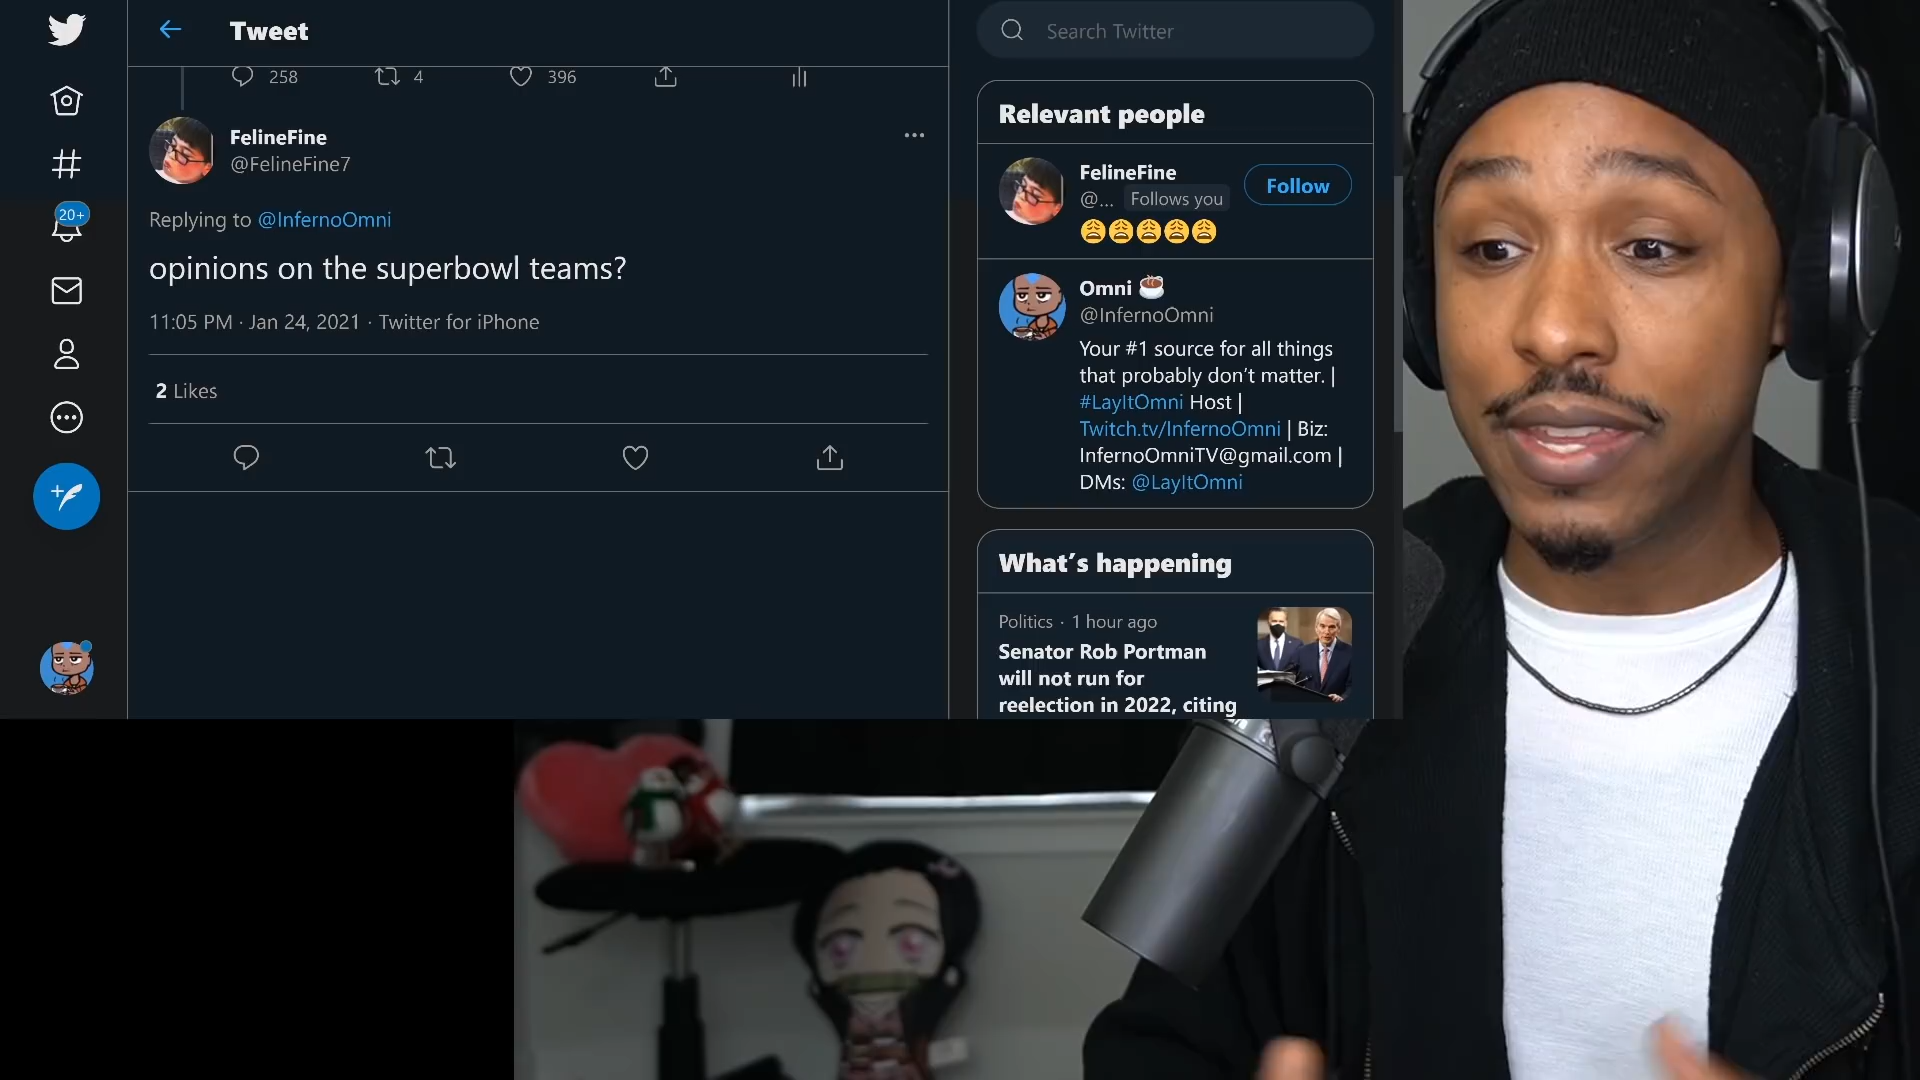 Tweet
258 4 396
FelineFine
@FelineFine7
Replying to @InfernoOmni
opinions on the superbowl teams?
11:05 PM · Jan 24, 2021 · Twitter for iPhone
2 Likes
20+
Search Twitter
Relevant people
FelineFine
@... Follows you
Follow
😩😩😩😩😩
Omni ☕
@InfernoOmni
Your #1 source for all things
that probably don’t matter. |
#LayItOmni Host |
Twitch.tv/InfernoOmni | Biz:
InfernoOmniTV@gmail.com |
DMs: @LayItOmni
What’s happening
Politics · 1 hour ago
Senator Rob Portman
will not run for
reelection in 2022, citing